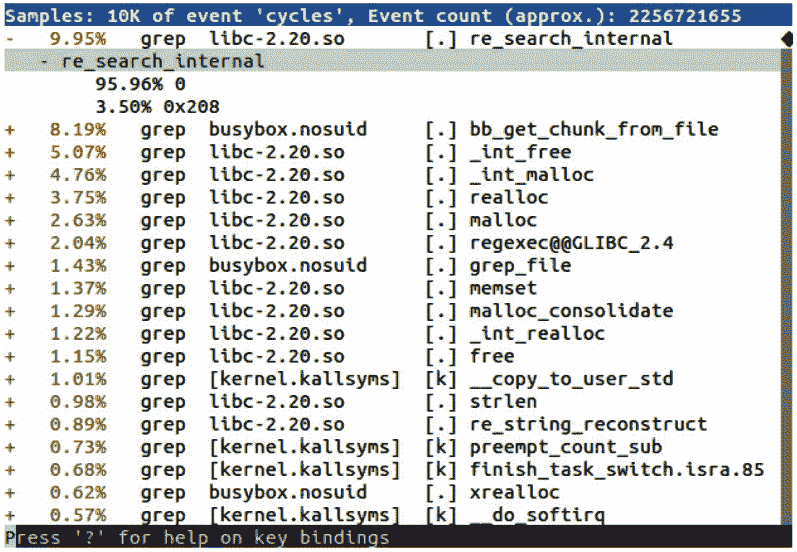 Samples: 10K of event 'cycles', Event count (approx.): 2256721655
- 9.95% grep libc-2.20.so [.] re_search_internal
- re_search_internal
95.96% 0
3.50% 0x208
+ 8.19% grep busybox.nosuid [.] bb_get_chunk_from_file
+ 5.07% grep libc-2.20.so [.] _int_free
+ 4.76% grep libc-2.20.so [.] _int_malloc
+ 3.75% grep libc-2.20.so [.] realloc
+ 2.63% grep libc-2.20.so [.] malloc
+ 2.04% grep libc-2.20.so [.] regexec@@GLIBC_2.4
+ 1.43% grep busybox.nosuid [.] grep_file
+ 1.37% grep libc-2.20.so [.] memset
+ 1.29% grep libc-2.20.so [.] malloc_consolidate
+ 1.22% grep libc-2.20.so [.] _int_realloc
+ 1.15% grep libc-2.20.so [.] free
+ 1.01% grep [kernel.kallsyms] [k] __copy_to_user_std
+ 0.98% grep libc-2.20.so [.] strlen
+ 0.89% grep libc-2.20.so [.] re_string_reconstruct
+ 0.73% grep [kernel.kallsyms] [k] preempt_count_sub
+ 0.68% grep [kernel.kallsyms] [k] finish_task_switch.isra.85
+ 0.62% grep busybox.nosuid [.] xrealloc
+ 0.57% grep [kernel.kallsyms] [k] __do_softirq
Press '?' for help on key bindings